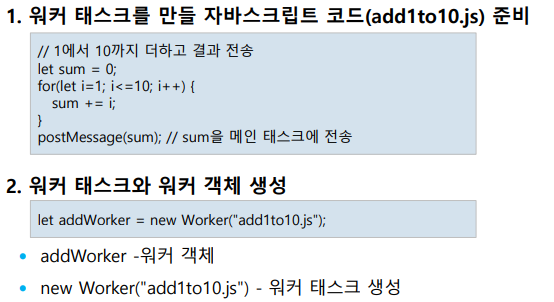 1. 워커 태스크를 만들 자바스크립트 코드(add1to10.js) 준비
// 1에서 10까지 더하고 결과 전송
let sum = 0;
for(let i=1; i<=10; i++) {
sum += i;
}
postMessage(sum); // sum을 메인 태스크에 전송
2. 워커 태스크와 워커 객체 생성
let addWorker = new Worker("add1to10.js");
• addWorker -워커 객체
• new Worker("add1to10.js") - 워커 태스크 생성